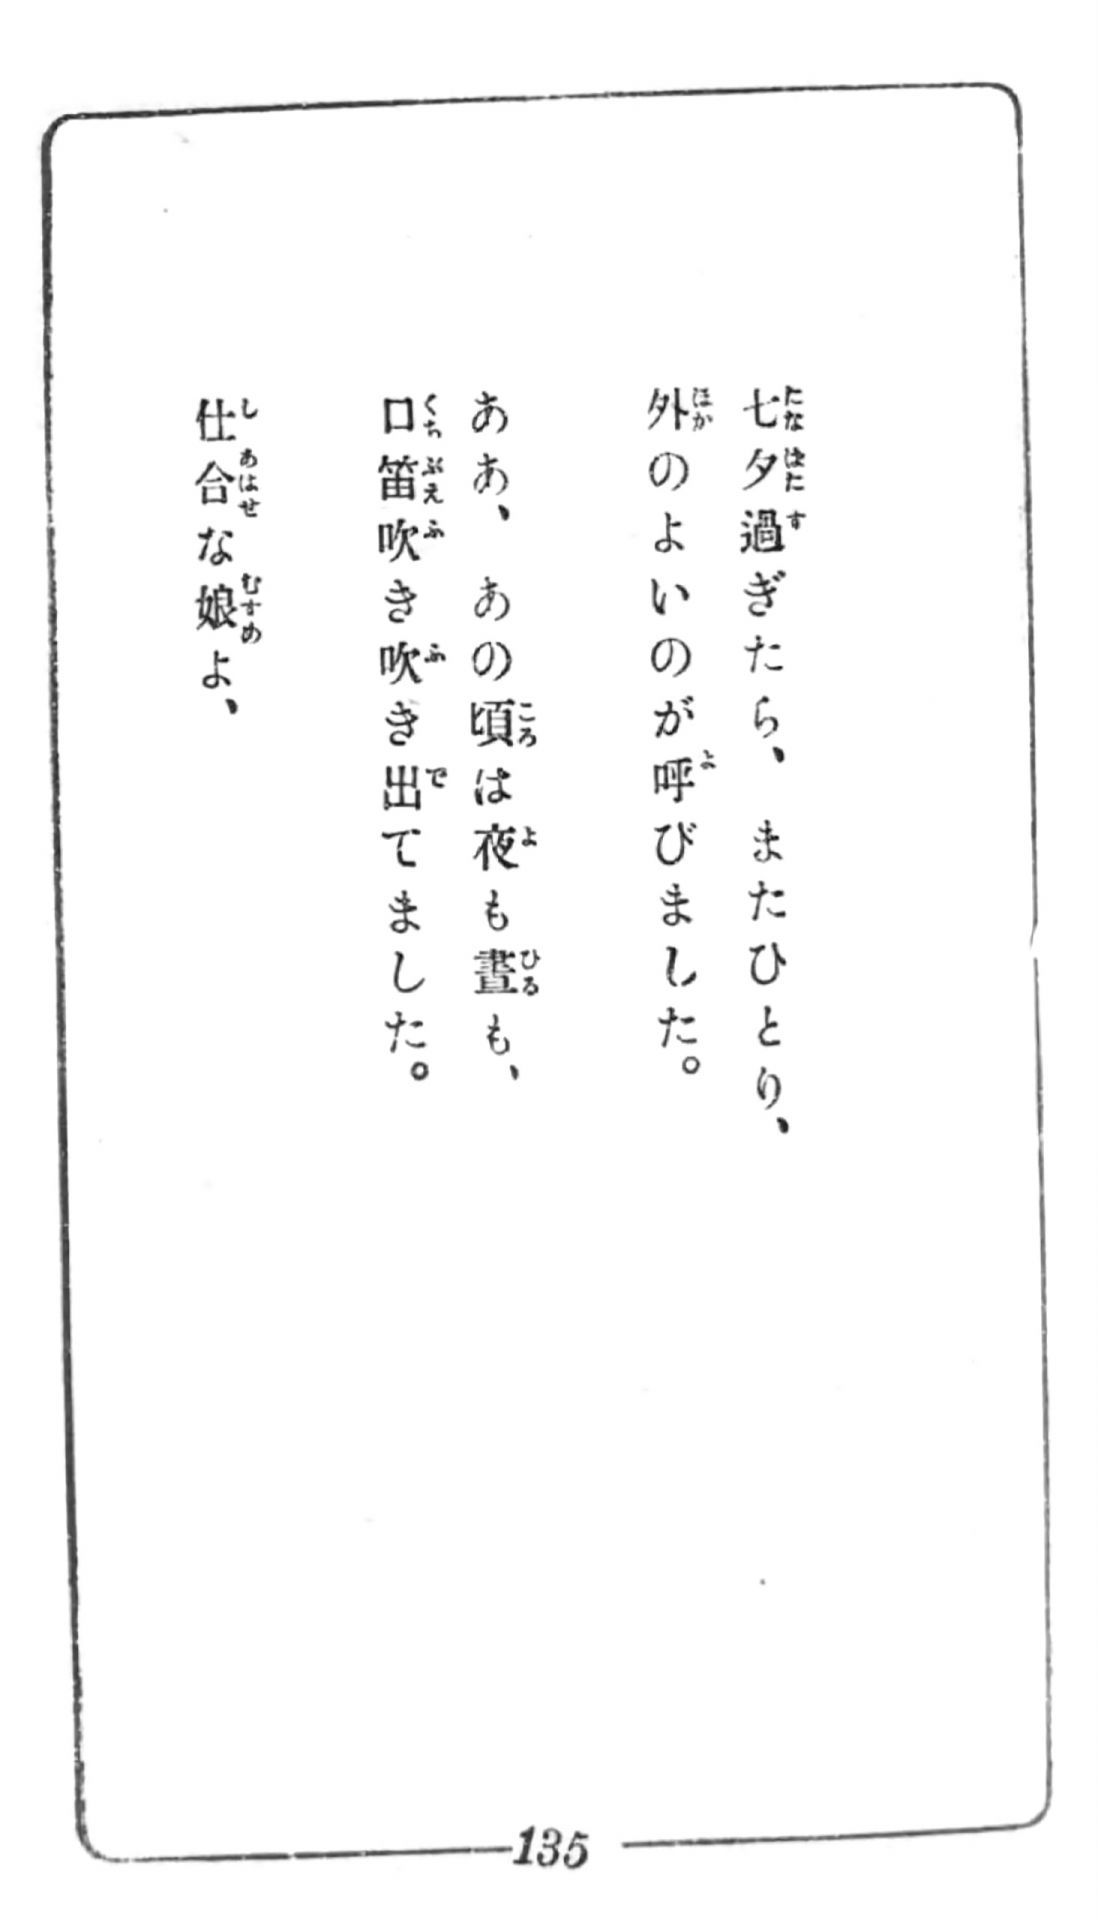 七夕過ぎたら、またひとり、
外のよいのが呼びました。
ああ、あの頃は夜も晝も、
口笛吹き吹き出てました。
仕合な娘よ、
135